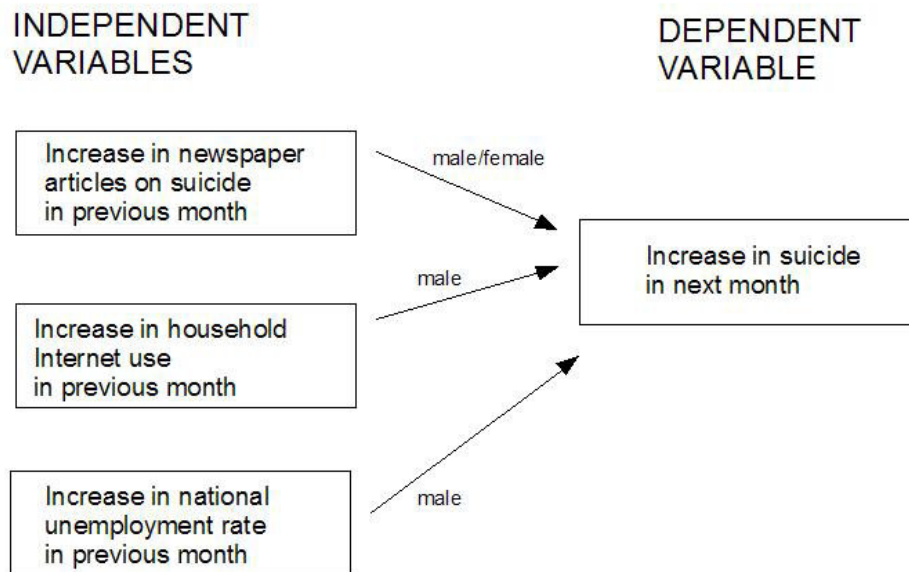 INDEPENDENT
VARIABLES
DEPENDENT
VARIABLE
Increase in newspaper
articles on suicide
in previous month
male/female
Increase in suicide
in next month
male
Increase in household
Internet use
in previous month
Increase in national
unemployment rate
in previous month
male